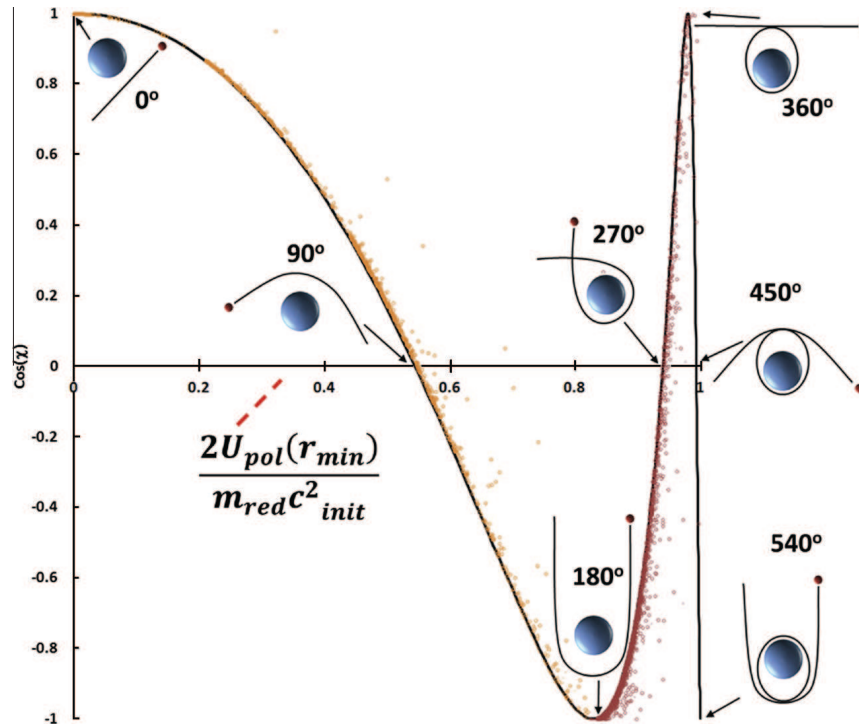 1
0.8
0.6
0.4
0.2
0
-0.2
-0.4
-0.6
-0.8
-1
Cos(χ)
0 0.2 0.4 0.6 0.8 1
0º
90º
180º
270º
360º
450º
540º
2U_pol(r_min)
m_red c²_init